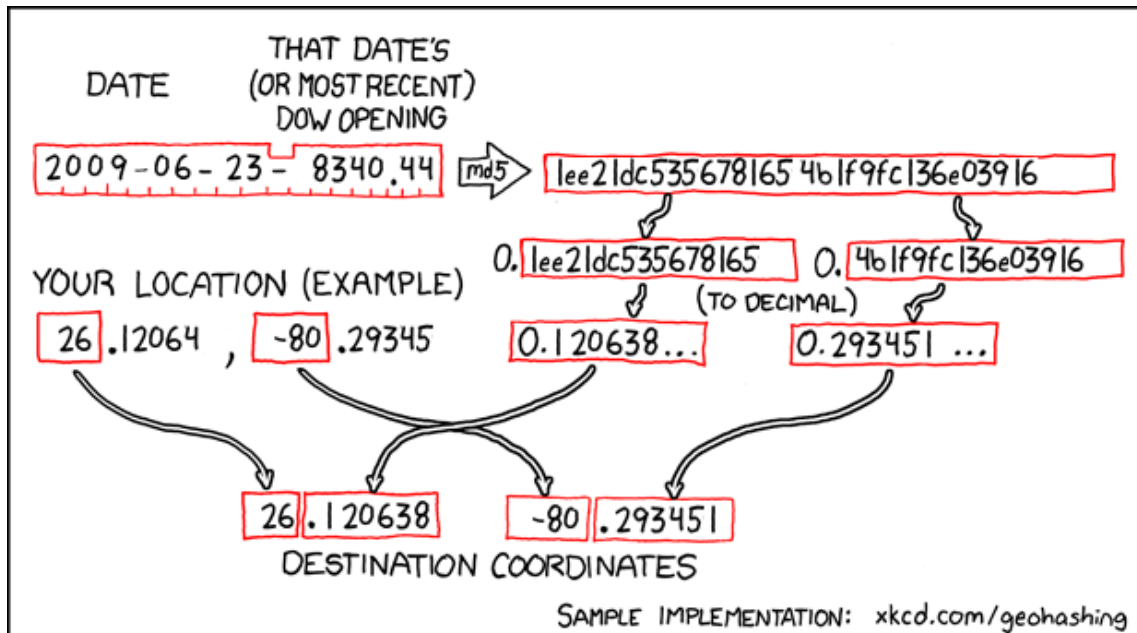 DATE
THAT DATE'S
(OR MOST RECENT)
DOW OPENING
2009-06-23-8340.44
md5
1ee21dc535678165 4b1f9fc136e03916
0. 1ee21dc535678165
0. 4b1f9fc136e03916
(TO DECIMAL)
YOUR LOCATION (EXAMPLE)
26 .12064 , -80 .29345
0.120638...
0.293451 ...
26 .120638
-80 .293451
DESTINATION COORDINATES
SAMPLE IMPLEMENTATION: xkcd.com/geohashing